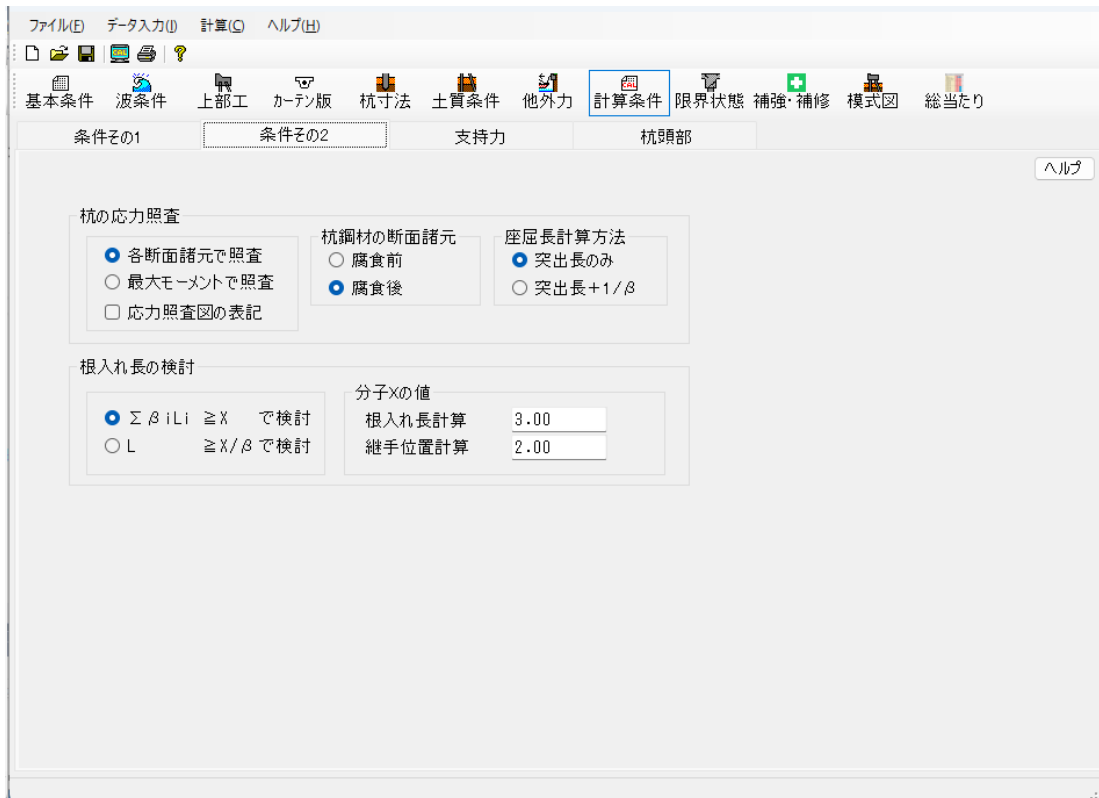 ファイル(F) データ入力(I) 計算(C) ヘルプ(H)
CAL
基本条件 波条件 上部工 カーテン版 杭寸法 土質条件 他外力 計算条件 限界状態 補強・補修 模式図 総当たり
条件その1 条件その2 支持力 杭頭部
ヘルプ
杭の応力照査
各断面諸元で照査
最大モーメントで照査
応力照査図の表記
杭鋼材の断面諸元
腐食前
腐食後
座屈長計算方法
突出長のみ
突出長+1/β
根入れ長の検討
ΣβiLi ≧X で検討
L ≧X/βで検討
分子Xの値
根入れ長計算 3.00
継手位置計算 2.00